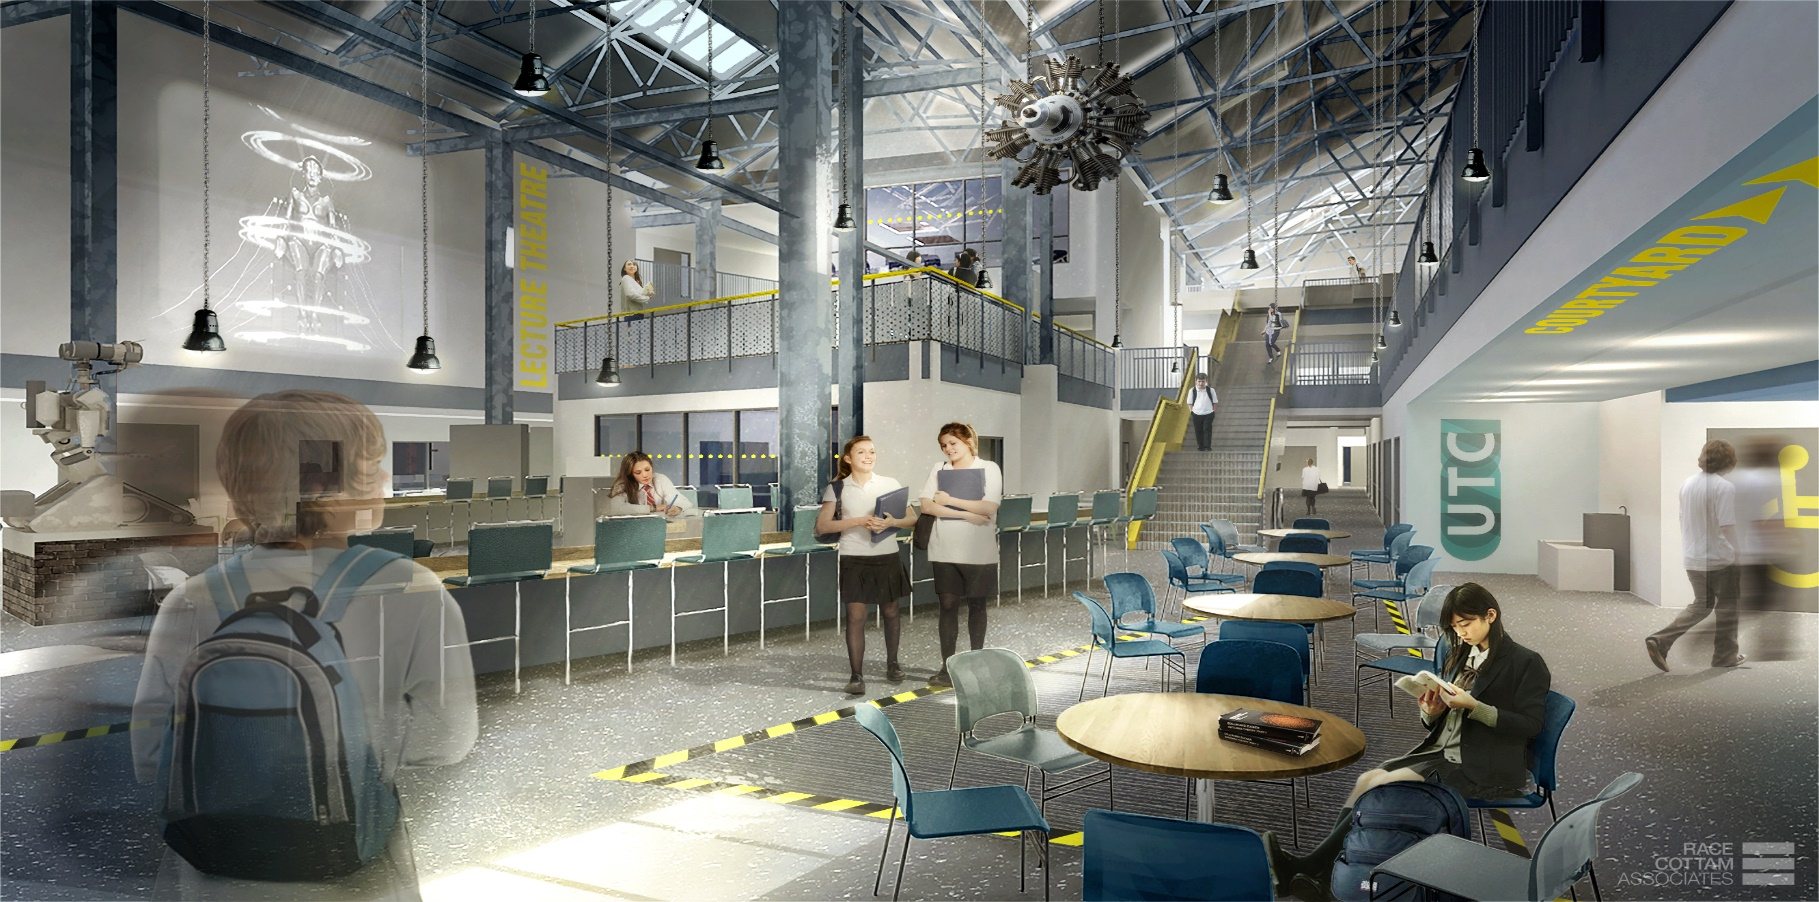 LECTURE THEATRE
COURTYARD
UTC
RACE
COTTAM
ASSOCIATES